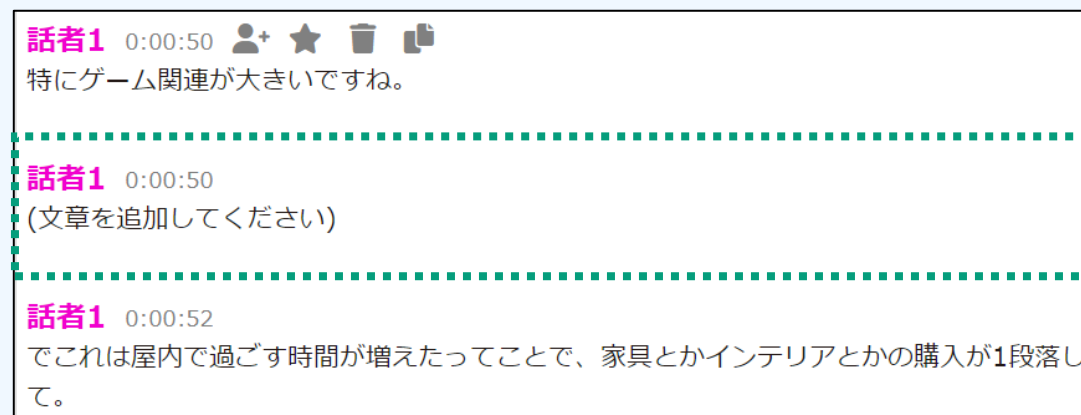 話者1 0:00:50
特にゲーム関連が大きいですね。
話者1 0:00:50
(文章を追加してください)
話者1 0:00:52
でこれは屋内で過ごす時間が増えたってことで、家具とかインテリアとかの購入が1段落し
て。